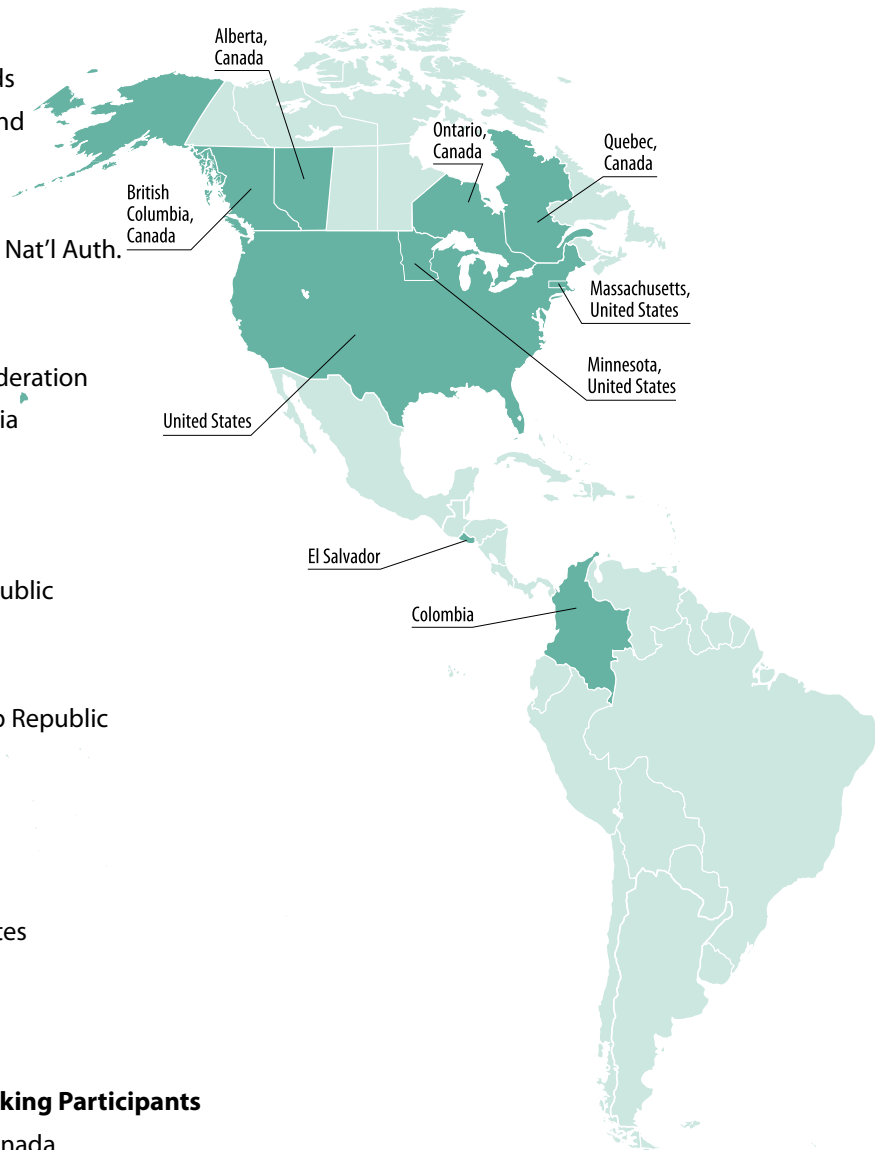 ds
nd
Nat’l Auth.
deration
ia
ublic
o Republic
tes
king Participants
nada
Alberta,
Canada
Ontario,
Canada
Quebec,
Canada
British
Columbia,
Canada
Massachusetts,
United States
Minnesota,
United States
United States
El Salvador
Colombia